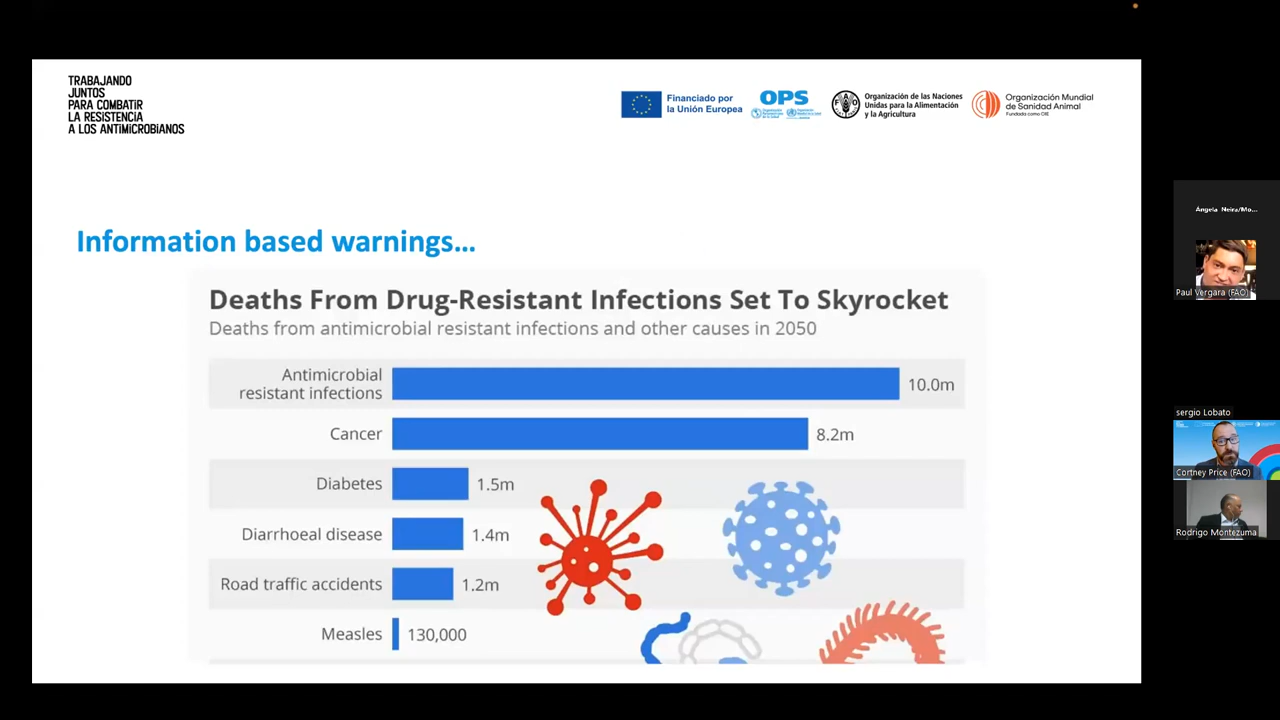 TRABAJANDO
JUNTOS
PARA COMBATIR
LA RESISTENCIA
A LOS ANTIMICROBIANOS
Financiado por
la Unión Europea
OPS
Organización de las Naciones
Unidas para la Alimentación
y la Agricultura
Organización Mundial
de Sanidad Animal
Fundada como OIE
Information based warnings...
Deaths From Drug-Resistant Infections Set To Skyrocket
Deaths from antimicrobial resistant infections and other causes in 2050
Antimicrobial
resistant infections
10.0m
Cancer
8.2m
Diabetes
1.5m
Diarrhoeal disease
1.4m
Road traffic accidents
1.2m
Measles
130,000
Ángela Neira/Mo...
Paul Vergara (FAO)
sergio Lobato
Cortney Price (FAO)
Rodrigo Montezuma